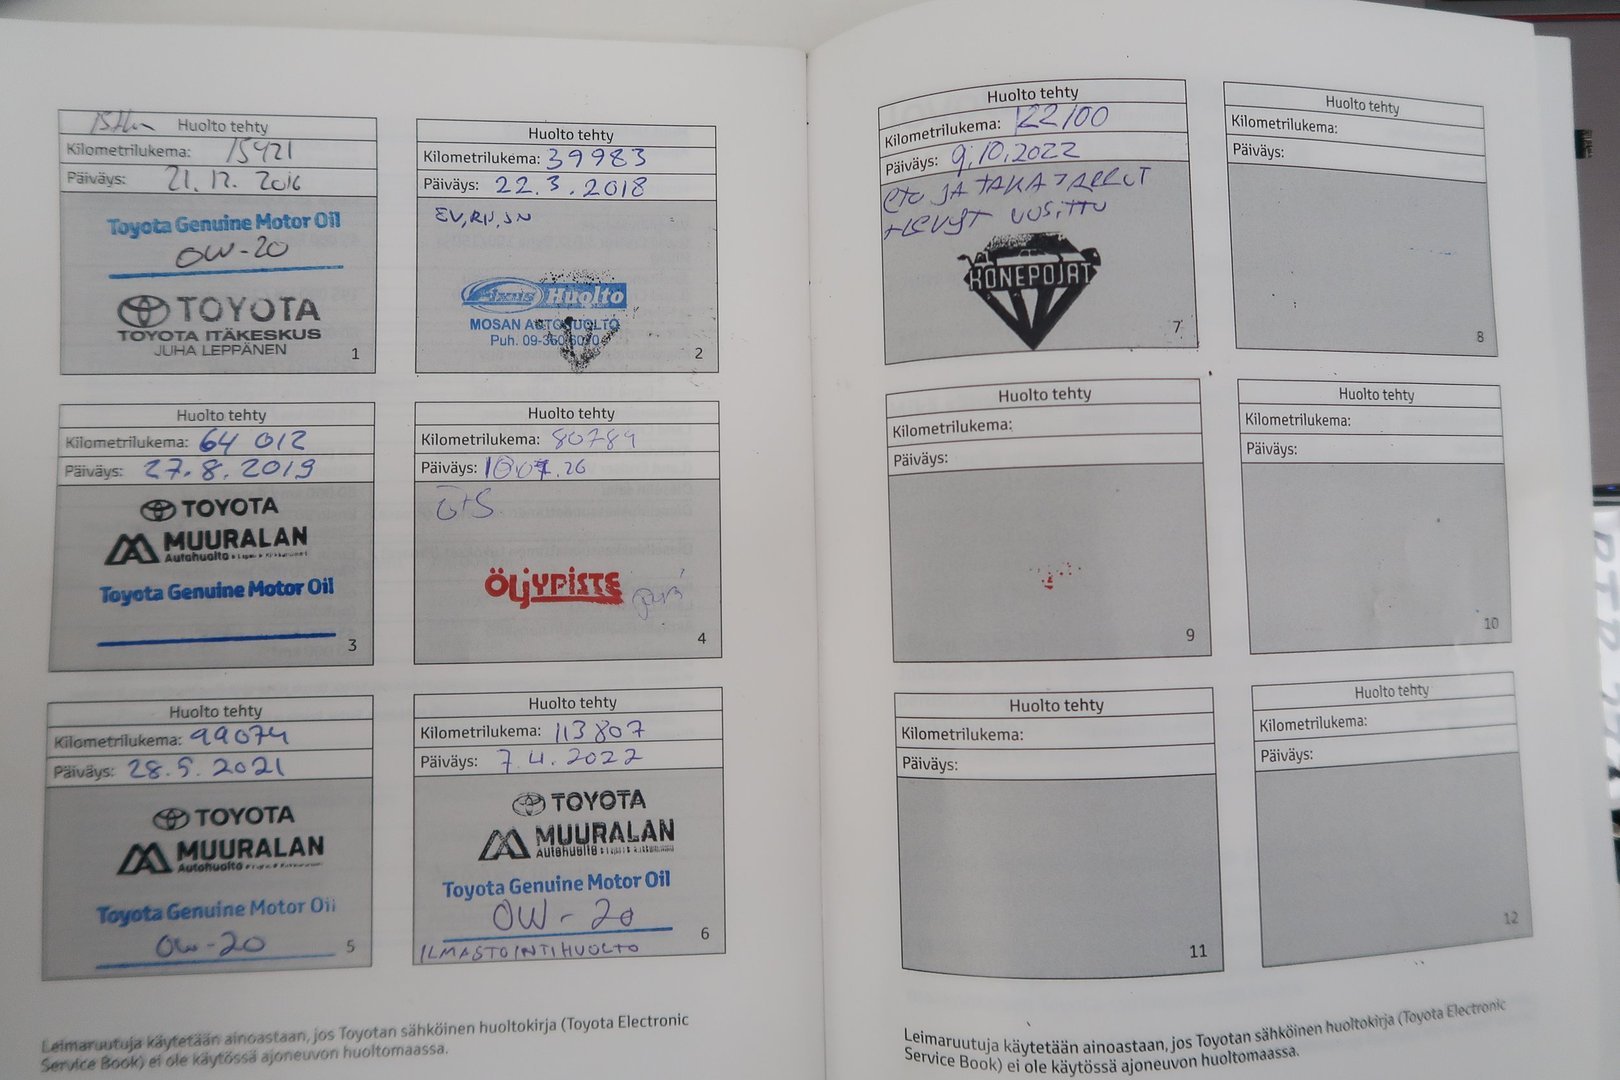 15tkm Huolto tehty
Kilometrilukema: 15421
Päiväys: 21.12. 2016
Toyota Genuine Motor Oil
0W-20
TOYOTA
TOYOTA ITÄKESKUS
JUHA LEPPÄNEN
1
Huolto tehty
Kilometrilukema: 39983
Päiväys: 22.3.2018
Huolto
MOSAN AUTOHUOLTO
Puh. 09-
2
Huolto tehty
Kilometrilukema: 64 012
Päiväys: 27.8.2019
TOYOTA
MUURALAN
Autohuolto
Toyota Genuine Motor Oil
3
Huolto tehty
Kilometrilukema: 80789
Päiväys:
ÖljYPiSTE
4
Huolto tehty
Kilometrilukema: 99074
Päiväys: 28.5.2021
TOYOTA
MUURALAN
Autohuolto
Toyota Genuine Motor Oil
0W-20
5
Huolto tehty
Kilometrilukema: 113807
Päiväys: 7.4.2022
TOYOTA
MUURALAN
Autohuolto
Toyota Genuine Motor Oil
0W-20
ILMASTOINTIHUOLTO
6
Leimaruutuja käytetään ainoastaan, jos Toyotan sähköinen huoltokirja (Toyota Electronic
Service Book) ei ole käytössä ajoneuvon huoltomaassa.
Huolto tehty
Kilometrilukema: 122100
Päiväys: 9.10.2022
ETU JA TAKAJARRUT
+LEVYT UUSITTU
KONEPOJAT
7
Huolto tehty
Kilometrilukema:
Päiväys:
8
Huolto tehty
Kilometrilukema:
Päiväys:
9
Huolto tehty
Kilometrilukema:
Päiväys:
10
Huolto tehty
Kilometrilukema:
Päiväys:
11
Huolto tehty
Kilometrilukema:
Päiväys:
12
Leimaruutuja käytetään ainoastaan, jos Toyotan sähköinen huoltokirja (Toyota Electronic
Service Book) ei ole käytössä ajoneuvon huoltomaassa.